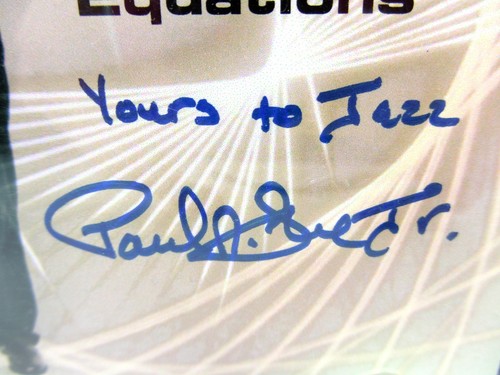 Equations
Yours to Jazz
Paul A. Jr.